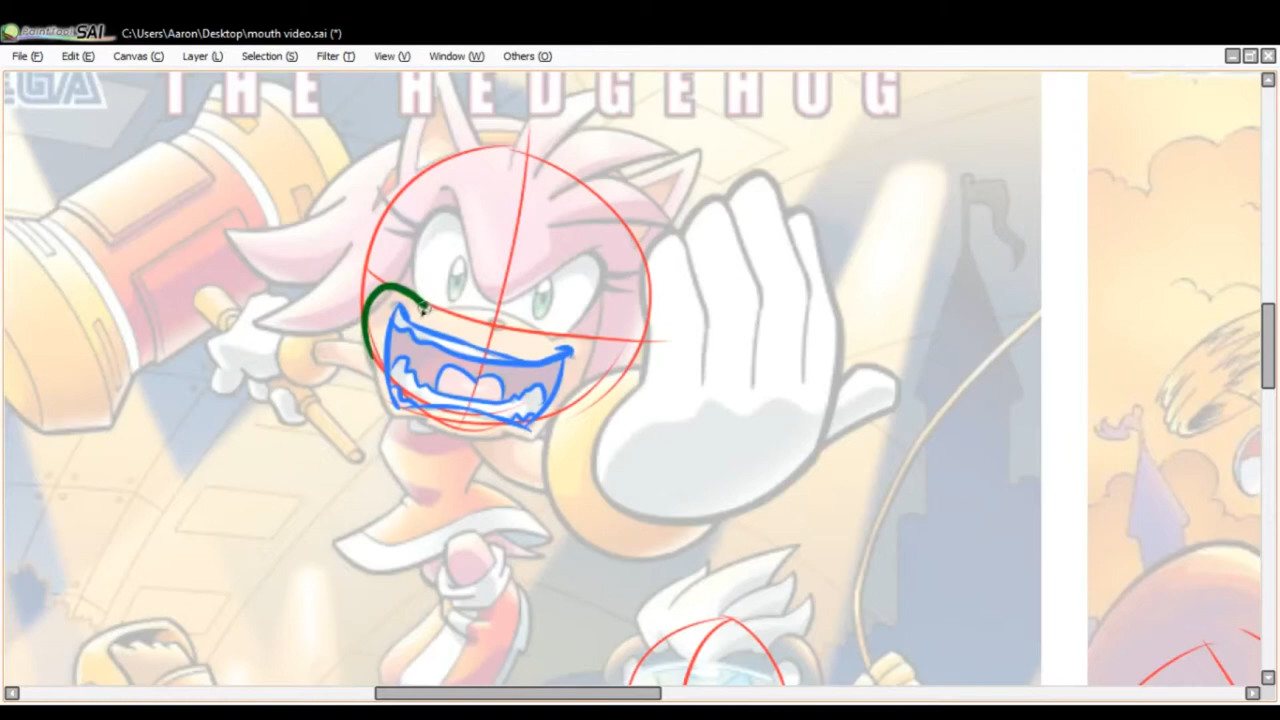 PaintTool SAI C:\Users\Aaron\Desktop\mouth video.sai (*)
File (F) Edit (E) Canvas (C) Layer (L) Selection (S) Filter (T) View (V) Window (W) Others (O)
THE HEDGEHOG